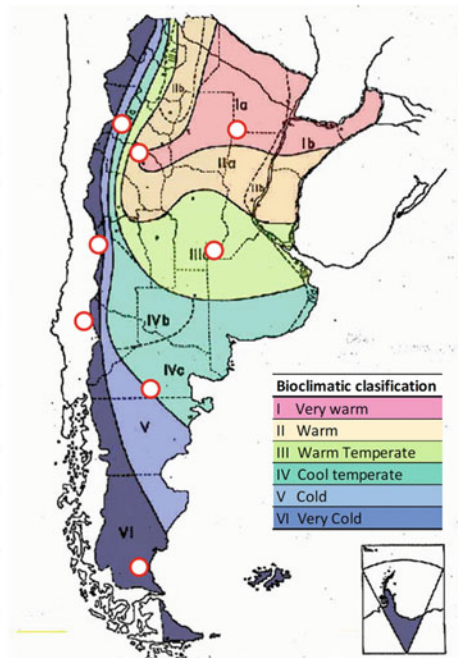 IIb
Ia
Ib
IIa
IIb
III
IVb
IVc
V
VI
Bioclimatic clasification
I Very warm
II Warm
III Warm Temperate
IV Cool temperate
V Cold
VI Very Cold